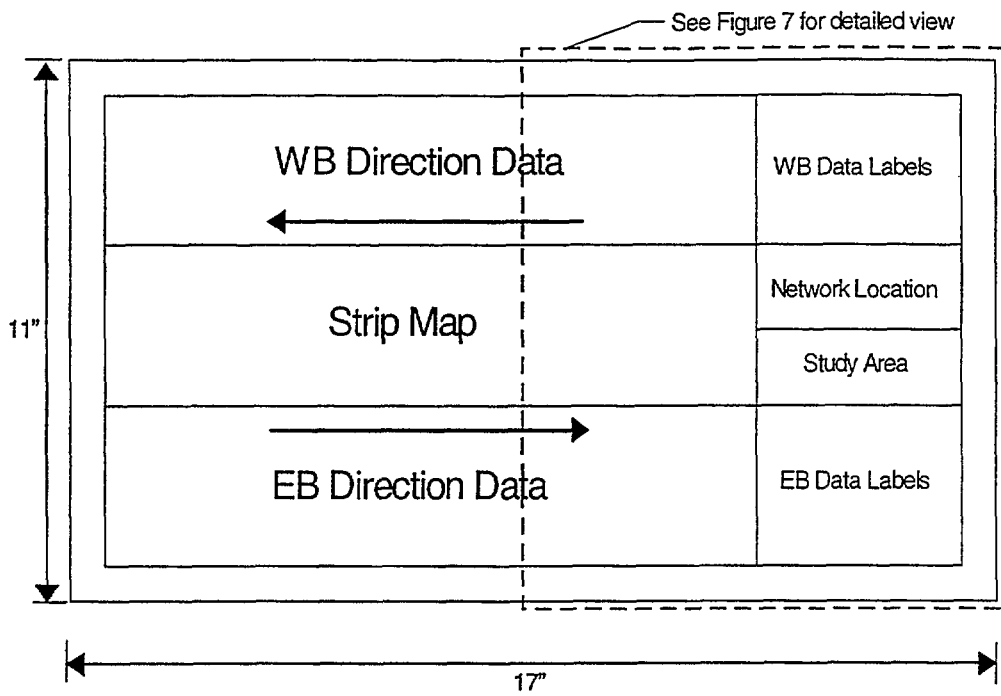 See Figure 7 for detailed view
WB Direction Data
WB Data Labels
Strip Map
Network Location
Study Area
11”
EB Direction Data
EB Data Labels
17”